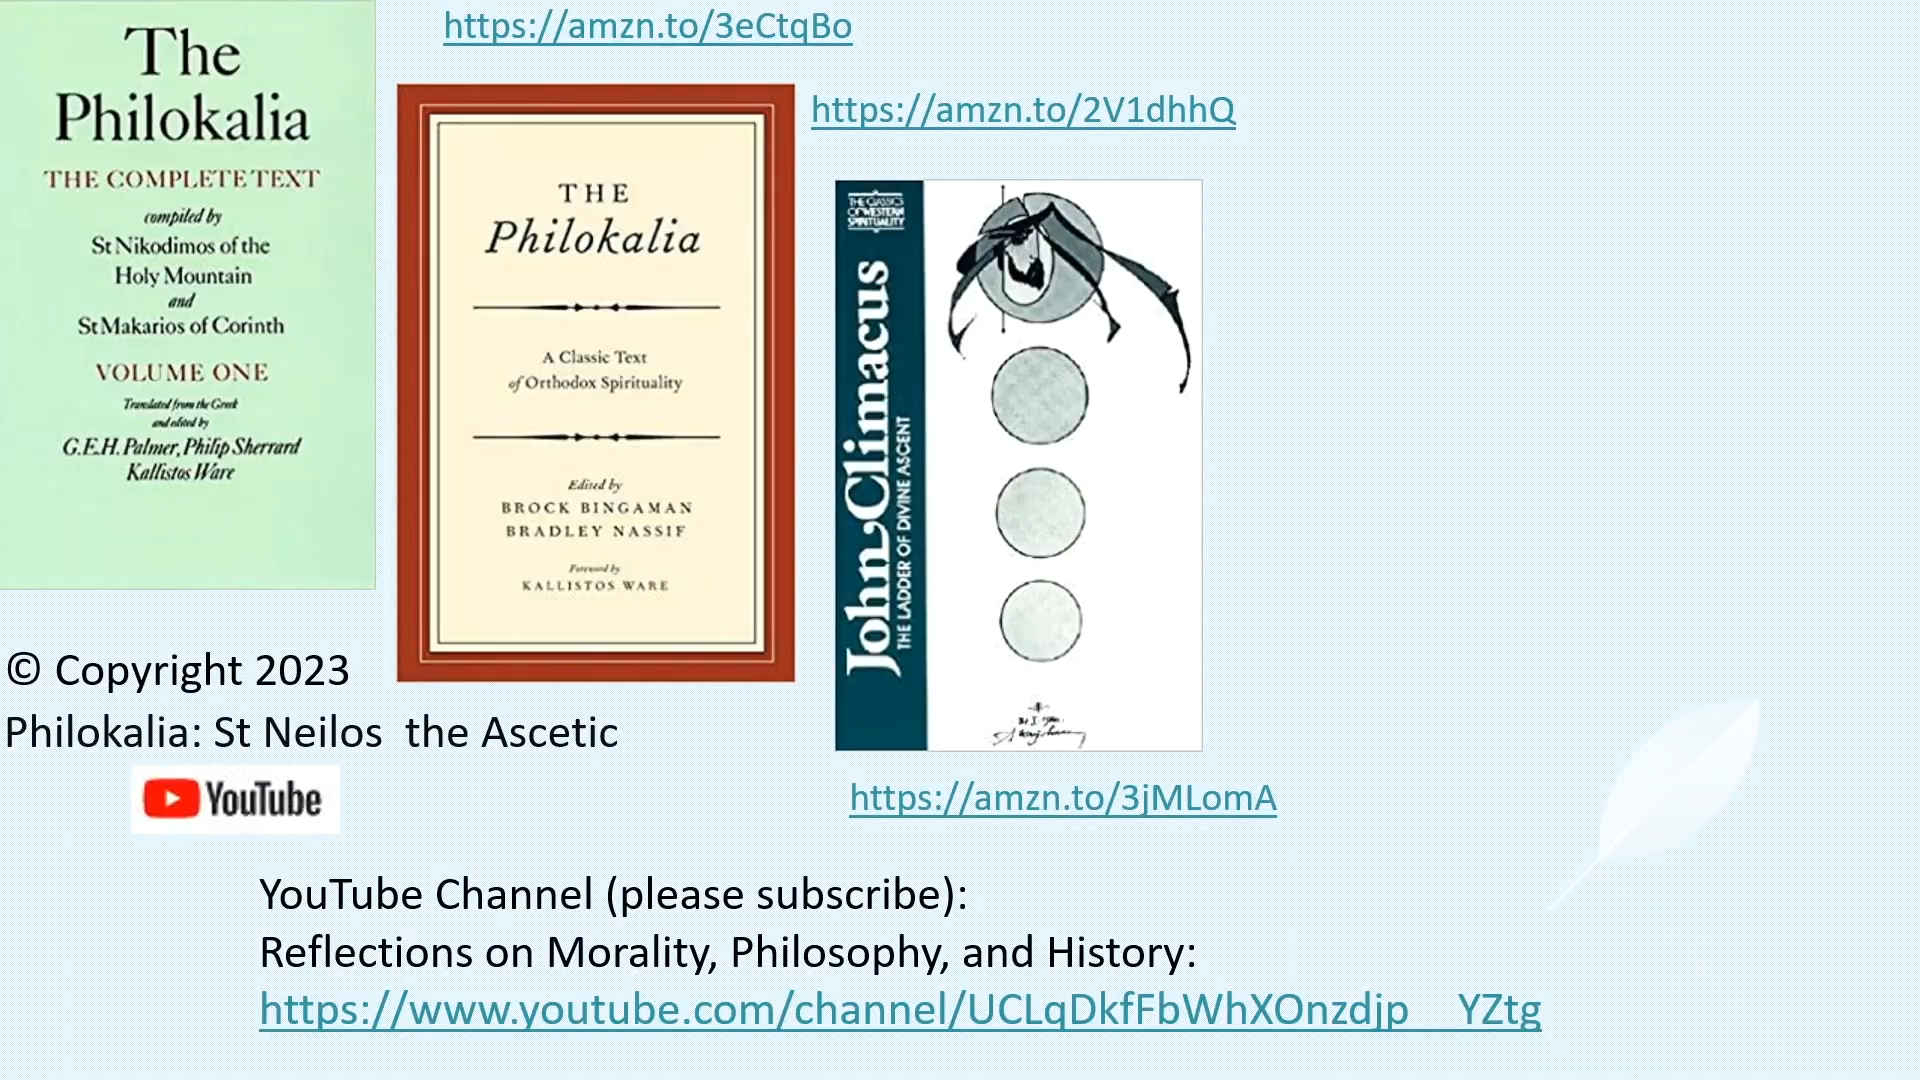 The
Philokalia
THE COMPLETE TEXT
compiled by
St Nikodimos of the
Holy Mountain
and
St Makarios of Corinth
VOLUME ONE
Translated from the Greek
and edited by
G.E.H. Palmer, Philip Sherrard
Kallistos Ware
https://amzn.to/3eCtqBo
THE
Philokalia
A Classic Text
of Orthodox Spirituality
Edited by
BROCK BINGAMAN
BRADLEY NASSIF
Foreword by
KALLISTOS WARE
https://amzn.to/2V1dhhQ
THE CLASSICS
OF WESTERN
SPIRITUALITY
John Climacus
THE LADDER OF DIVINE ASCENT
https://amzn.to/3jMLomA
© Copyright 2023
Philokalia: St Neilos the Ascetic
YouTube
YouTube Channel (please subscribe):
Reflections on Morality, Philosophy, and History:
https://www.youtube.com/channel/UCLqDkfFbWhXOnzdjp__YZtg